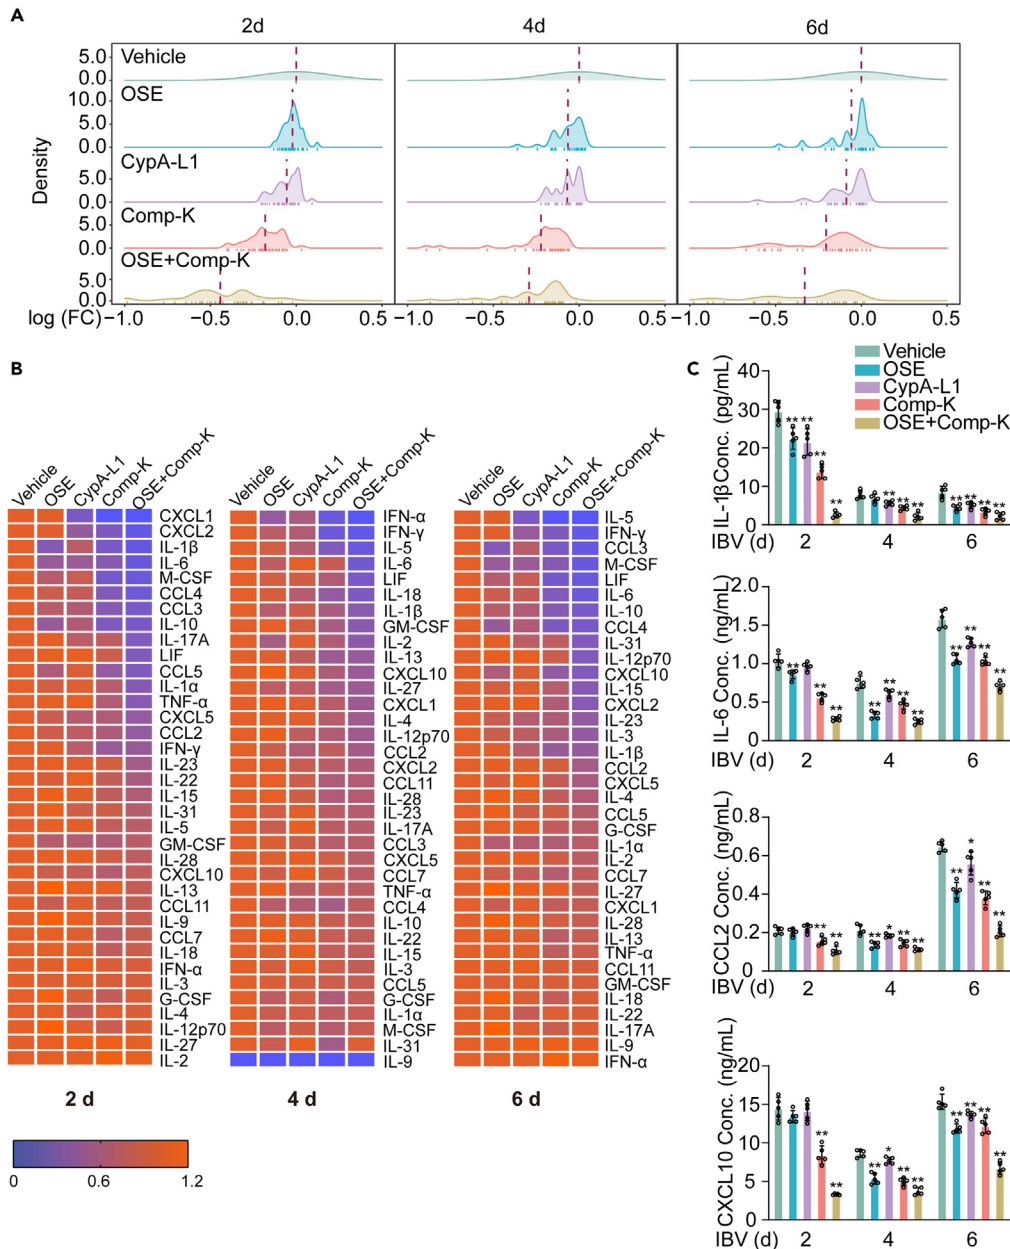 A
2d
4d
6d
Vehicle
5.0
0.0
OSE
10.0
5.0
0.0
CypA-L1
5.0
0.0
Comp-K
5.0
0.0
OSE+Comp-K
5.0
0.0
Density
log (FC)
−1.0 −0.5 0.0 0.5
−1.0 −0.5 0.0 0.5
−1.0 −0.5 0.0 0.5
B
Vehicle
OSE
CypA-L1
Comp-K
OSE+Comp-K
CXCL1
CXCL2
IL-1β
IL-6
M-CSF
CCL4
CCL3
IL-10
IL-17A
LIF
CCL5
IL-1α
TNF-α
CXCL5
CCL2
IFN-γ
IL-23
IL-22
IL-15
IL-31
IL-5
GM-CSF
IL-28
CXCL10
IL-13
CCL11
IL-9
CCL7
IL-18
IFN-α
IL-3
G-CSF
IL-4
IL-12p70
IL-27
IL-2
2 d
Vehicle
OSE
CypA-L1
Comp-K
OSE+Comp-K
IFN-α
IFN-γ
IL-5
IL-6
LIF
IL-18
IL-1β
GM-CSF
IL-2
IL-13
CXCL10
IL-27
CXCL1
IL-4
IL-12p70
CCL2
CXCL2
CCL11
IL-28
IL-23
IL-17A
CCL3
CXCL5
CCL7
TNF-α
CCL4
IL-10
IL-22
IL-15
IL-3
CCL5
G-CSF
IL-1α
M-CSF
IL-31
IL-9
4 d
Vehicle
OSE
CypA-L1
Comp-K
OSE+Comp-K
IL-5
IFN-γ
CCL3
M-CSF
LIF
IL-6
IL-10
CCL4
IL-31
IL-12p70
CXCL10
IL-15
CXCL2
IL-23
IL-3
IL-1β
CCL2
CXCL5
IL-4
CCL5
G-CSF
IL-1α
IL-2
CCL7
IL-27
CXCL1
IL-28
IL-13
TNF-α
CCL11
GM-CSF
IL-18
IL-22
IL-17A
IL-9
IFN-α
6 d
0 0.6 1.2
C
Vehicle
OSE
CypA-L1
Comp-K
OSE+Comp-K
IL-1βConc. (pg/mL)
40
30
20
10
0
** ** ** **
** ** **
** ** ** **
IBV (d) 2 4 6
IL-6 Conc. (ng/mL)
2.0
1.5
1.0
0.5
0
** ** **
** ** ** **
** ** ** **
IBV (d) 2 4 6
CCL2 Conc. (ng/mL)
0.8
0.6
0.4
0.2
0
** **
** * ** **
** * ** **
IBV (d) 2 4 6
CXCL10 Conc. (ng/mL)
20
15
10
5
0
** **
** * ** **
** ** ** **
IBV (d) 2 4 6